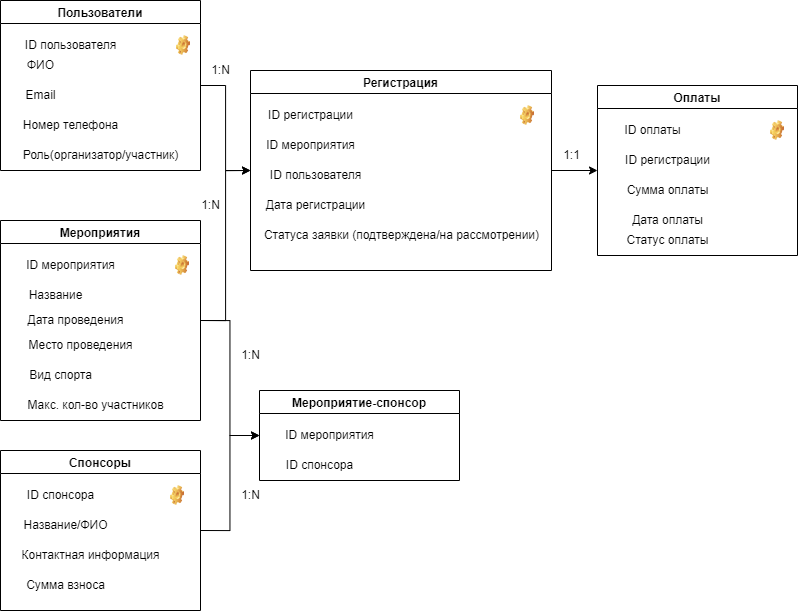 Пользователи
ID пользователя
ФИО
Email
Номер телефона
Роль(организатор/участник)
1:N
1:N
Регистрация
ID регистрации
ID мероприятия
ID пользователя
Дата регистрации
Статуса заявки (подтверждена/на рассмотрении)
1:1
Оплаты
ID оплаты
ID регистрации
Сумма оплаты
Дата оплаты
Статус оплаты
Мероприятия
ID мероприятия
Название
Дата проведения
Место проведения
Вид спорта
Макс. кол-во участников
1:N
Мероприятие-спонсор
ID мероприятия
ID спонсора
1:N
Спонсоры
ID спонсора
Название/ФИО
Контактная информация
Сумма взноса